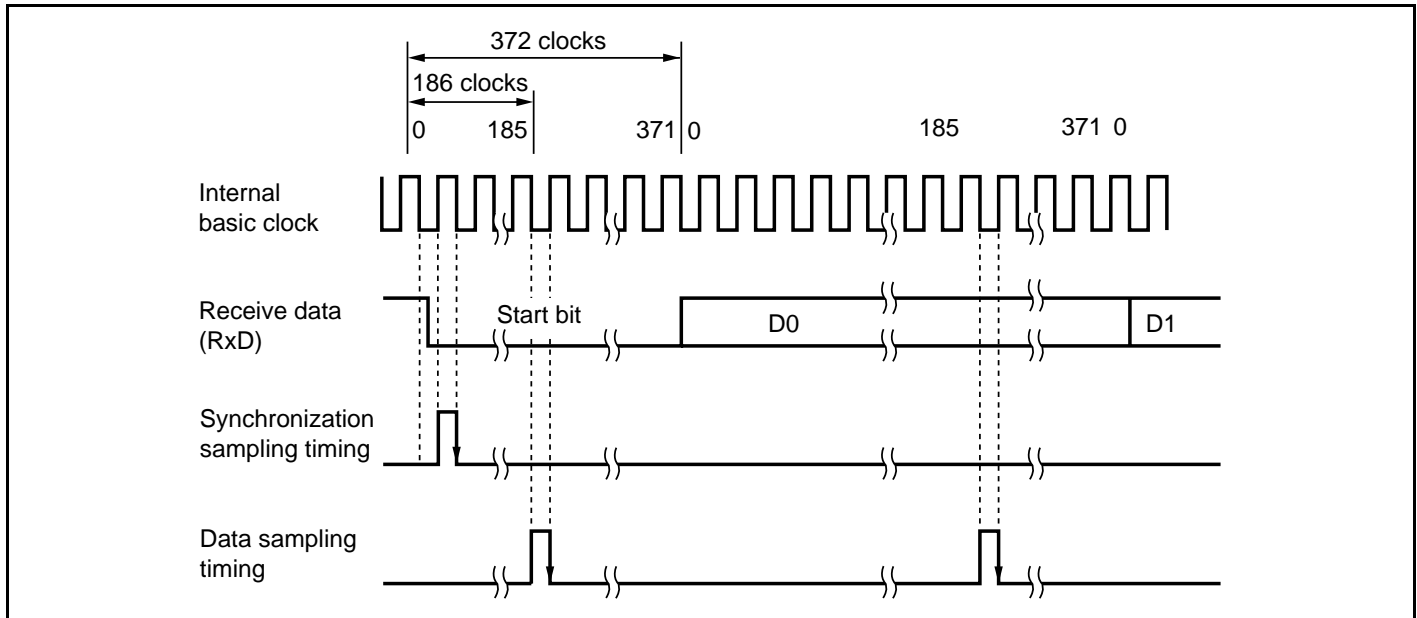 372 clocks
186 clocks
0 185 371 0 185 371 0
Internal
basic clock
Receive data
(RxD)
Start bit
D0
D1
Synchronization
sampling timing
Data sampling
timing